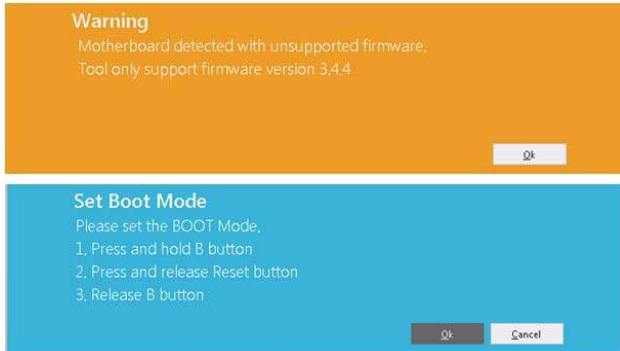 Warning
Motherboard detected with unsupported firmware.
Tool only support firmware version 3.4.4
Ok
Set Boot Mode
Please set the BOOT Mode.
1. Press and hold B button
2. Press and release Reset button
3. Release B button
Ok Cancel